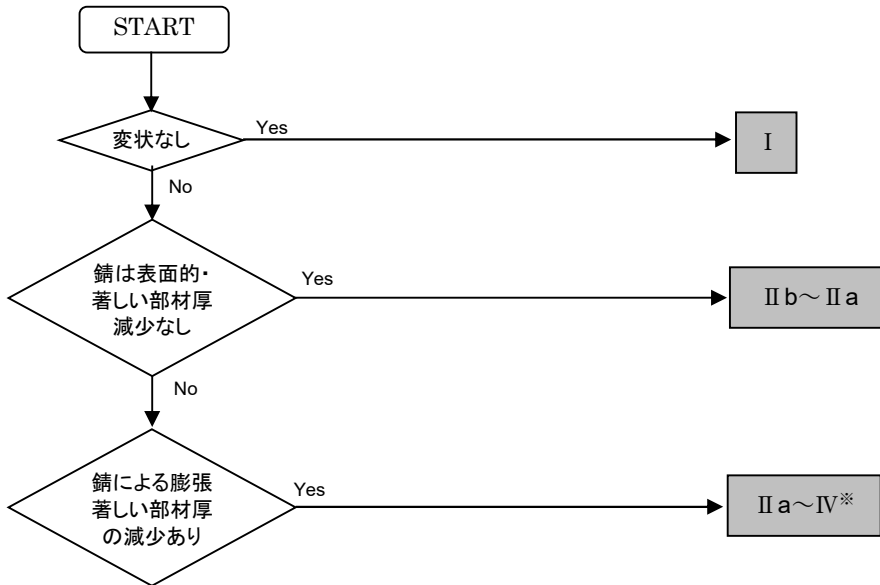 START
変状なし
Yes
Ⅰ
No
錆は表面的・
著しい部材厚
減少なし
Yes
Ⅱb～Ⅱa
No
錆による膨張
著しい部材厚
の減少あり
Yes
Ⅱa～Ⅳ※